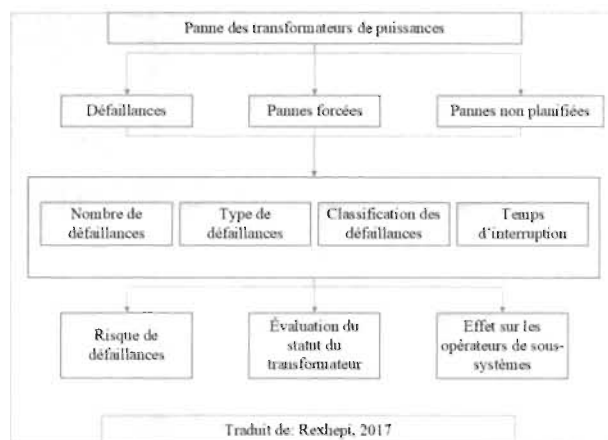 Panne des transformateurs de puissances
Défaillances
Pannes forcées
Pannes non planifiées
Nombre de
défaillances
Type de
défaillances
Classification des
défaillances
Temps
d'interruption
Risque de
défaillances
Évaluation du
statut du
transformateur
Effet sur les
opérateurs de sous-
systèmes
Traduit de: Rexhepi, 2017